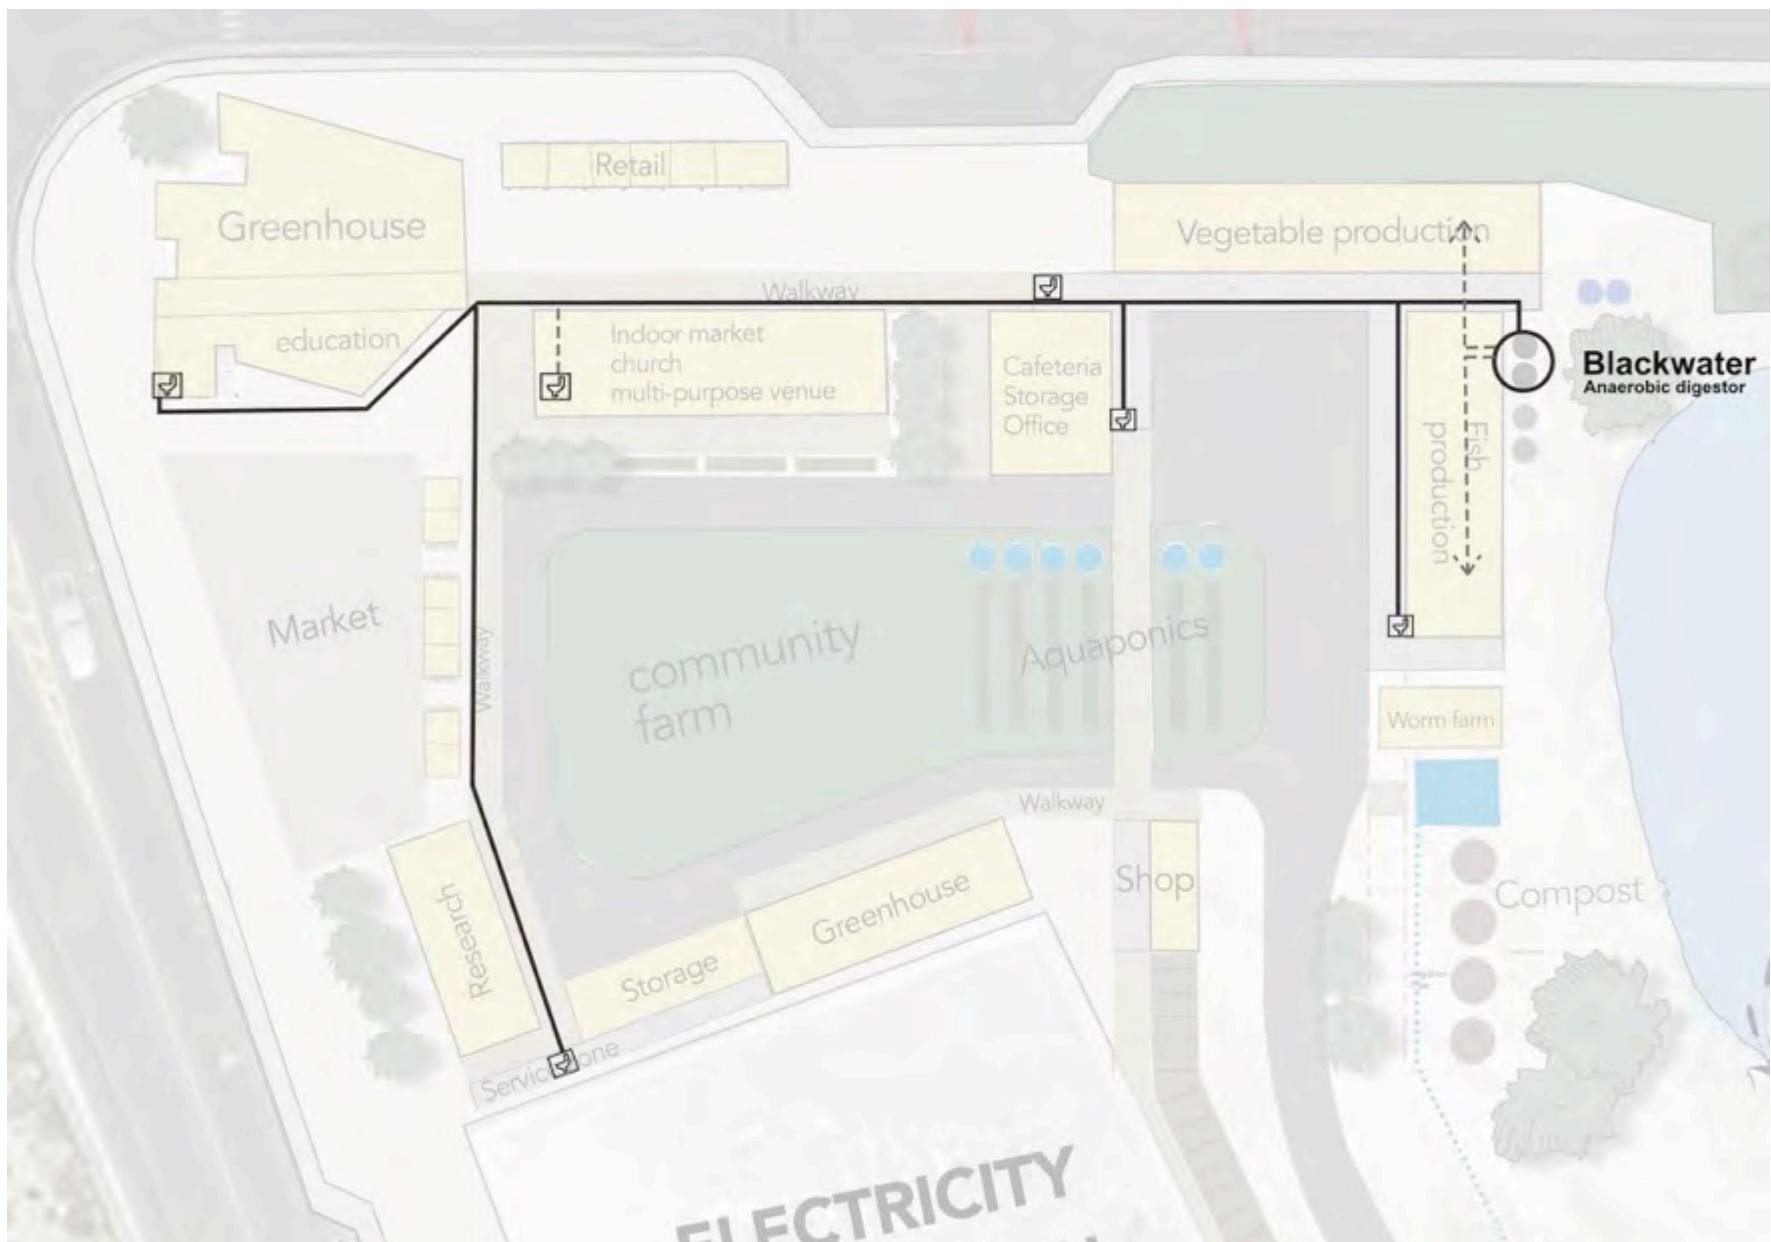 Retail
Greenhouse
Vegetable production
Walkway
education
Indoor market
church
multi-purpose venue
Cafeteria
Storage
Office
Blackwater
Anaerobic digestor
Fish
production
Market
Walkway
community
farm
Aquaponics
Worm farm
Walkway
Shop
Compost
Research
Greenhouse
Storage
ELECTRICITY